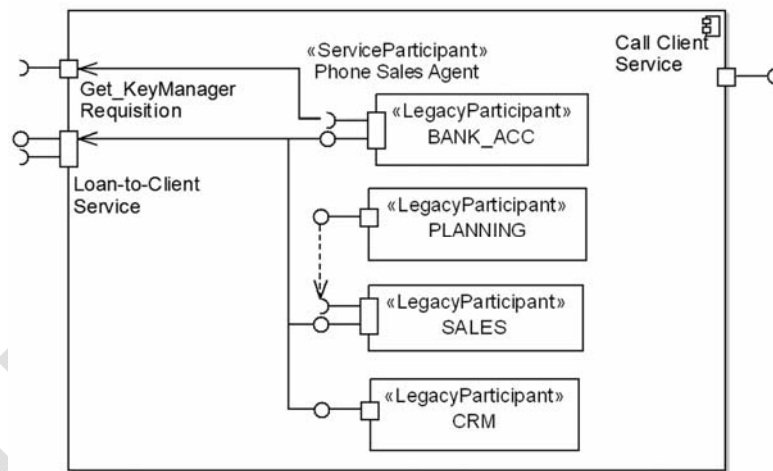 «ServiceParticipant»
Phone Sales Agent
Call Client
Service
Get_KeyManager
Requisition
«LegacyParticipant»
BANK_ACC
Loan-to-Client
Service
«LegacyParticipant»
PLANNING
«LegacyParticipant»
SALES
«LegacyParticipant»
CRM